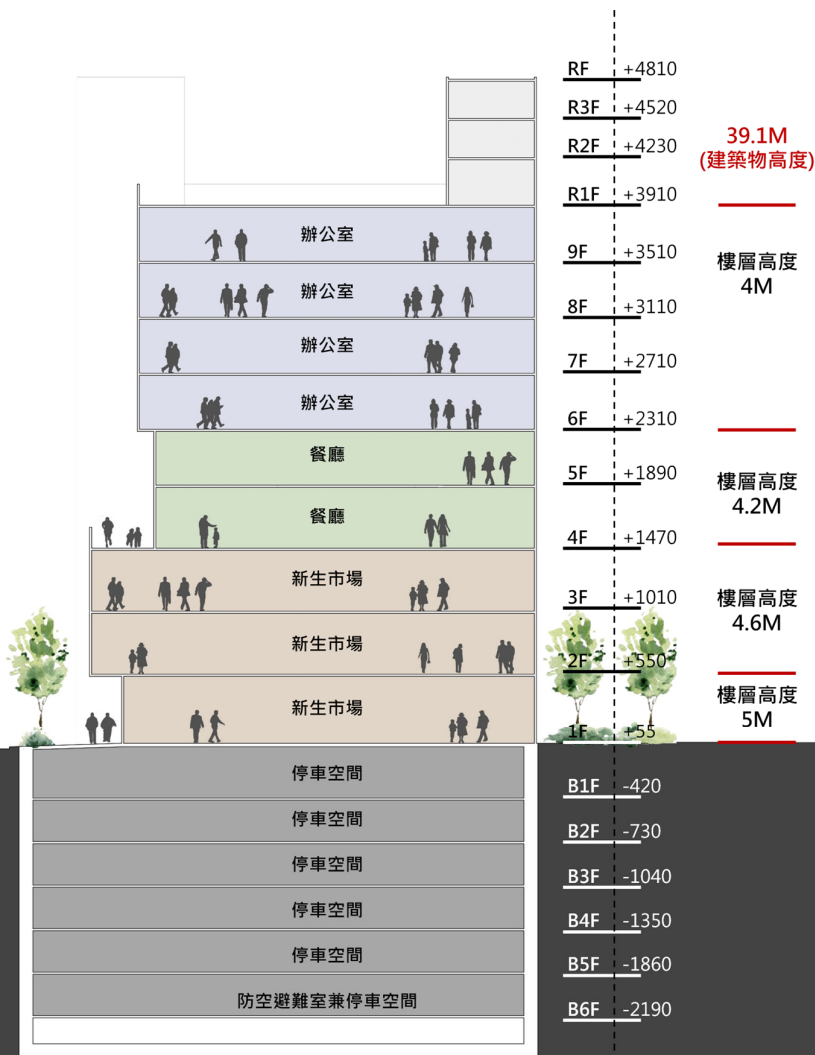 RF +4810
R3F +4520
39.1M
(建築物高度)
R2F +4230
R1F +3910
辦公室
9F +3510
樓層高度
4M
辦公室
8F +3110
辦公室
7F +2710
辦公室
6F +2310
餐廳
5F +1890
樓層高度
4.2M
餐廳
4F +1470
新生市場
3F +1010
樓層高度
4.6M
新生市場
2F +550
新生市場
樓層高度
5M
1F +55
停車空間
B1F -420
停車空間
B2F -730
停車空間
B3F -1040
停車空間
B4F -1350
停車空間
B5F -1860
防空避難室兼停車空間
B6F -2190